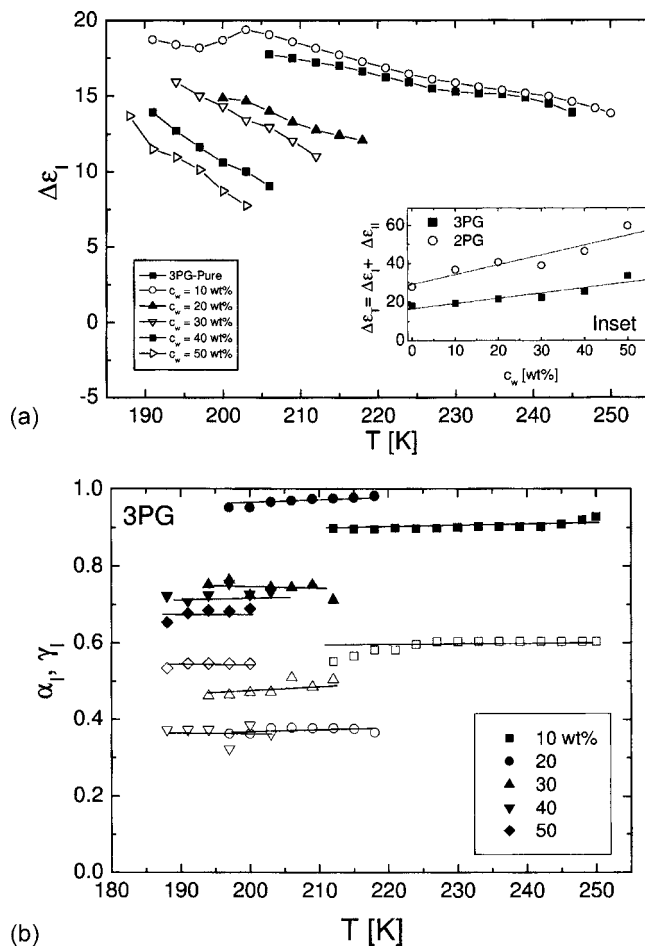 20
15
10
5
0
-5
Δε_I
3PG-Pure
c_w = 10 wt%
c_w = 20 wt%
c_w = 30 wt%
c_w = 40 wt%
c_w = 50 wt%
60
40
20
0
Δε_T = Δε_I + Δε_II
3PG
2PG
Inset
0 10 20 30 40 50
c_w [wt%]
190 200 210 220 230 240 250
T [K]
(a)
3PG
1.0
0.8
0.6
0.4
0.2
0.0
α_I, γ_I
10 wt%
20
30
40
50
180 190 200 210 220 230 240 250
T [K]
(b)